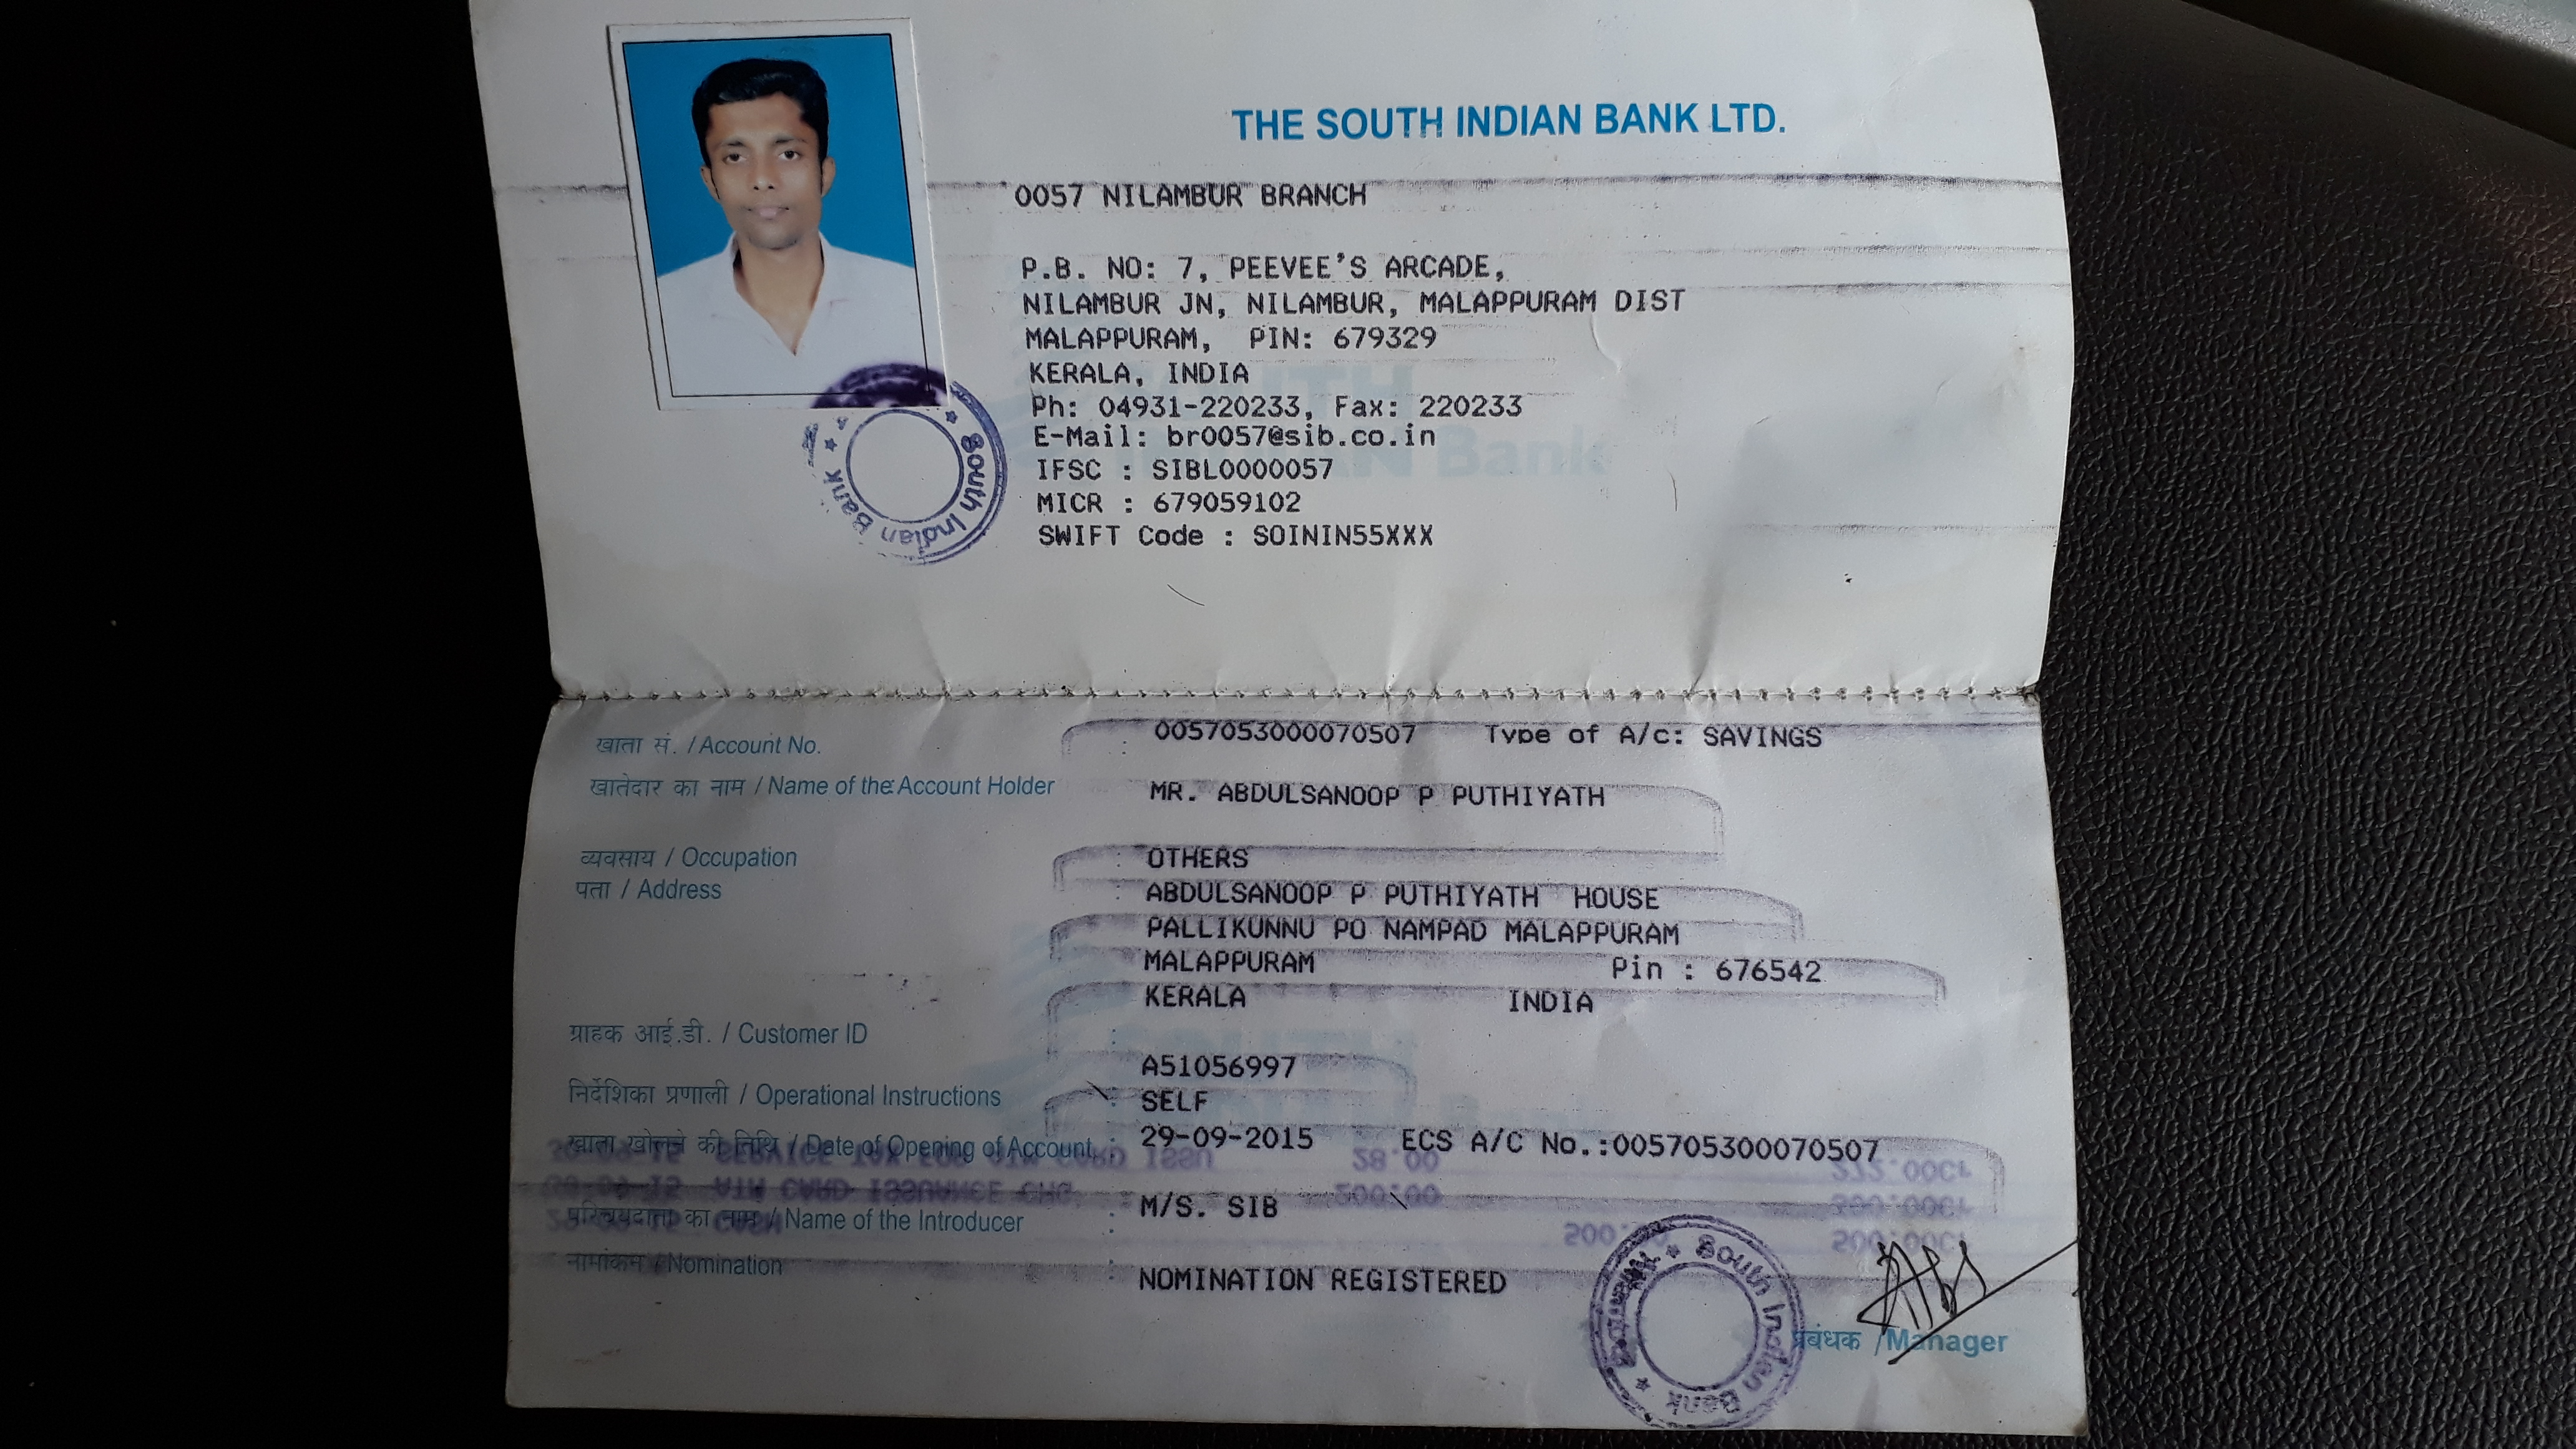 THE SOUTH INDIAN BANK LTD.
0057 NILAMBUR BRANCH
P.B. NO: 7, PEEVEE'S ARCADE,
NILAMBUR JN, NILAMBUR, MALAPPURAM DIST
MALAPPURAM, PIN: 679329
KERALA, INDIA
Ph: 04931-220233, Fax: 220233
E-Mail: br0057@sib.co.in
IFSC : SIBL0000057
MICR : 679059102
SWIFT Code : SOININ55XXX
South Indian Bank
खाता सं. / Account No. : 0057053000070507 Type of A/c: SAVINGS
खातेदार का नाम / Name of the Account Holder MR. ABDULSANOOP P PUTHIYATH
व्यवसाय / Occupation : OTHERS
पता / Address : ABDULSANOOP P PUTHIYATH HOUSE
PALLIKUNNU PO NAMPAD MALAPPURAM
MALAPPURAM Pin : 676542
KERALA INDIA
ग्राहक आई.डी. / Customer ID : A51056997
निर्देशिका प्रणाली / Operational Instructions : SELF
खाता खोलने की तिथि / Date of Opening of Account : 29-09-2015 ECS A/C No.:0057053000070507
परिचयदाता का नाम / Name of the Introducer : M/S. SIB
नामांकन / Nomination : NOMINATION REGISTERED
South Indian Bank
प्रबंधक / Manager